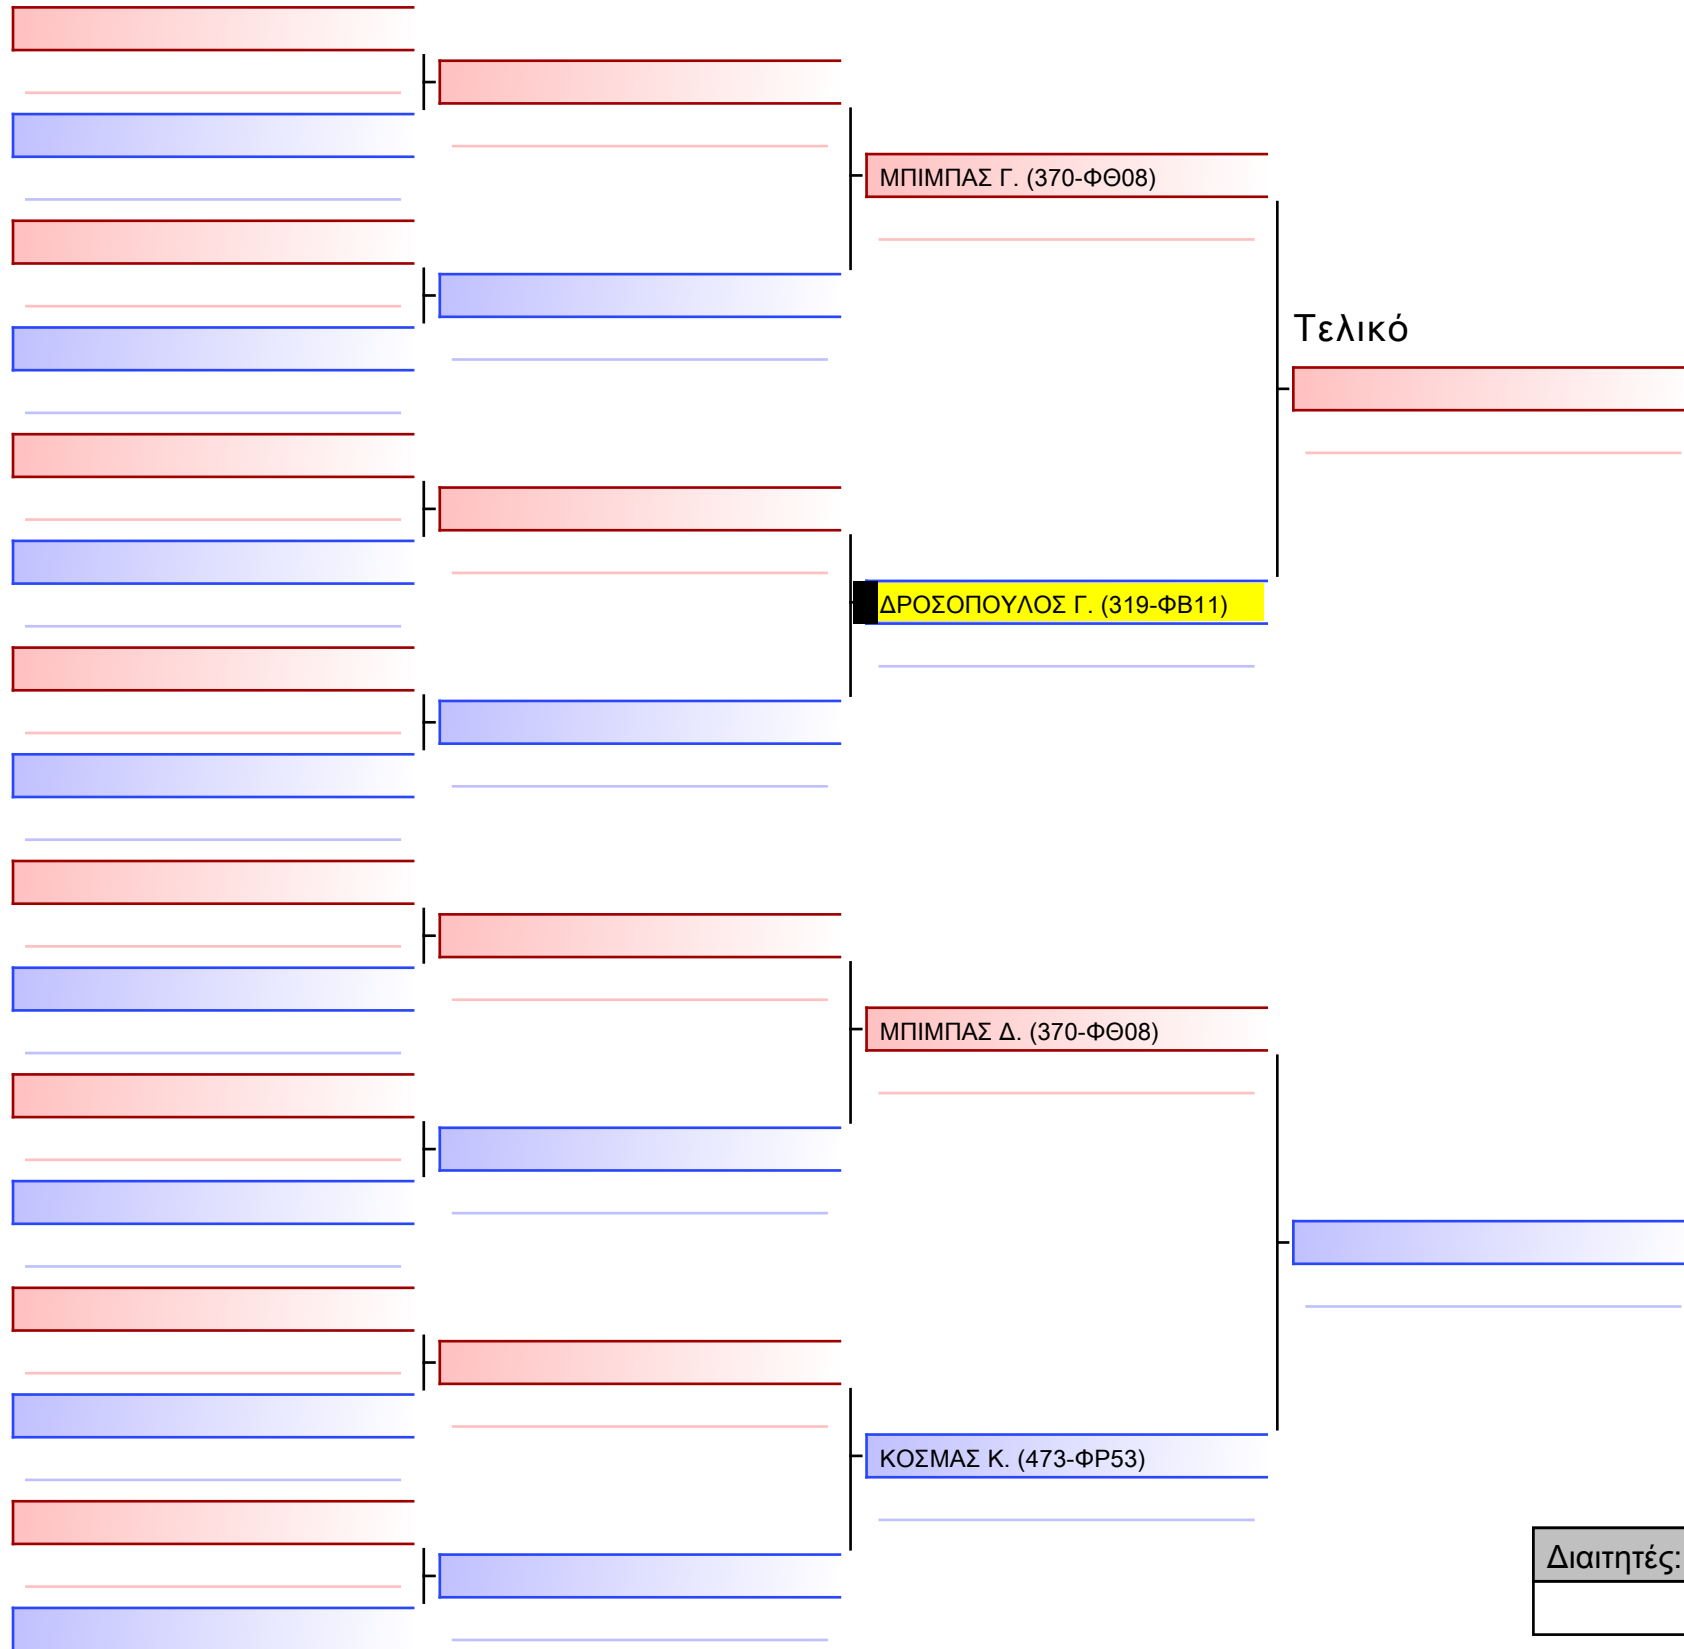 ΜΠΙΜΠΑΣ Γ. (370-ΦΘ08)
Τελικό
ΔΡΟΣΟΠΟΥΛΟΣ Γ. (319-ΦΒ11)
ΜΠΙΜΠΑΣ Δ. (370-ΦΘ08)
ΚΟΣΜΑΣ Κ. (473-ΦΡ53)
Διαιτητές: